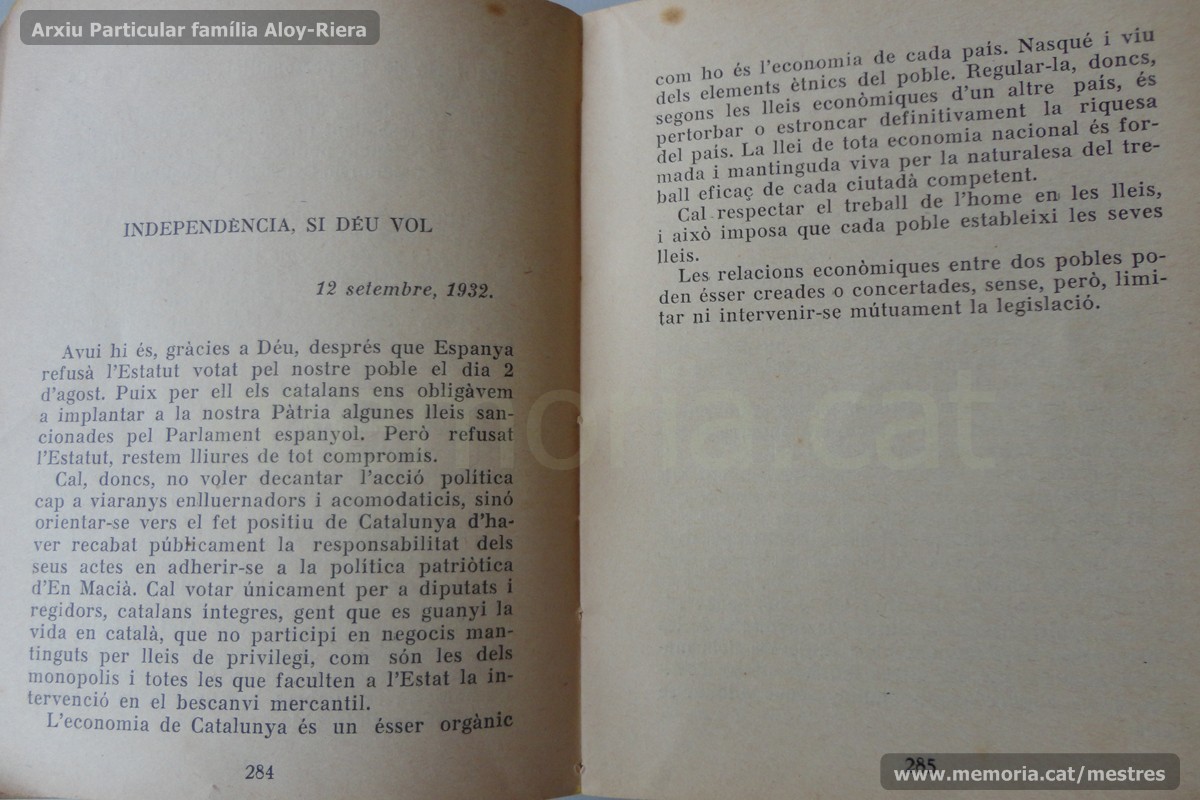 Arxiu Particular família Aloy-Riera
INDEPENDÈNCIA, SI DÉU VOL
12 setembre, 1932.
Avui hi és, gràcies a Déu, després que Espanya
refusà l'Estatut votat pel nostre poble el dia 2
d'agost. Puix per ell els catalans ens obligàvem
a implantar a la nostra Pàtria algunes lleis san-
cionades pel Parlament espanyol. Però refusat
l'Estatut, restem lliures de tot compromis.
Cal, doncs, no voler decantar l'acció política
cap a viaranys enlluernadors i acomodaticis, sinó
orientar-se vers el fet positiu de Catalunya d'ha-
ver recabat públicament la responsabilitat dels
seus actes en adherir-se a la política patriòtica
d'En Macià. Cal votar únicament per a diputats i
regidors, catalans íntegres, gent que es guanyi la
vida en català, que no participi en negocis man-
tinguts per lleis de privilegi, com són les dels
monopolis i totes les que faculten a l'Estat la in-
tervenció en el bescanvi mercantil.
L'economia de Catalunya és un ésser orgànic
284
com ho és l'economia de cada país. Nasqué i viu
dels elements ètnics del poble. Regular-la, doncs,
segons les lleis econòmiques d'un altre país, és
pertorbar o estroncar definitivament la riquesa
del país. La llei de tota economia nacional és for-
mada i mantinguda viva per la naturalesa del tre-
ball eficaç de cada ciutadà competent.
Cal respectar el treball de l'home en les lleis,
i això imposa que cada poble estableixi les seves
lleis.
Les relacions econòmiques entre dos pobles po-
den ésser creades o concertades, sense, però, limi-
tar ni intervenir-se mútuament la legislació.
memoria.cat
285
www.memoria.cat/mestres